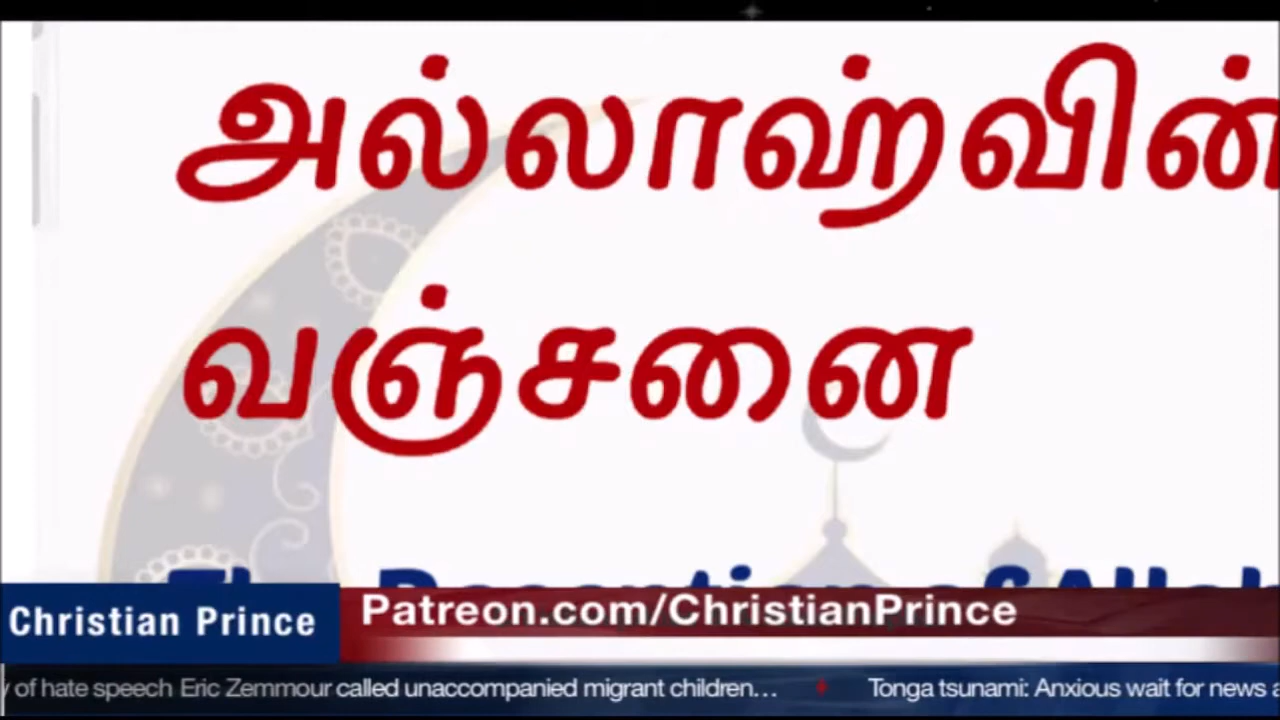 அல்லாஹ்வின்
வஞ்சனை
Christian Prince
Patreon.com/ChristianPrince
of hate speech Eric Zemmour called unaccompanied migrant children… Tonga tsunami: Anxious wait for news